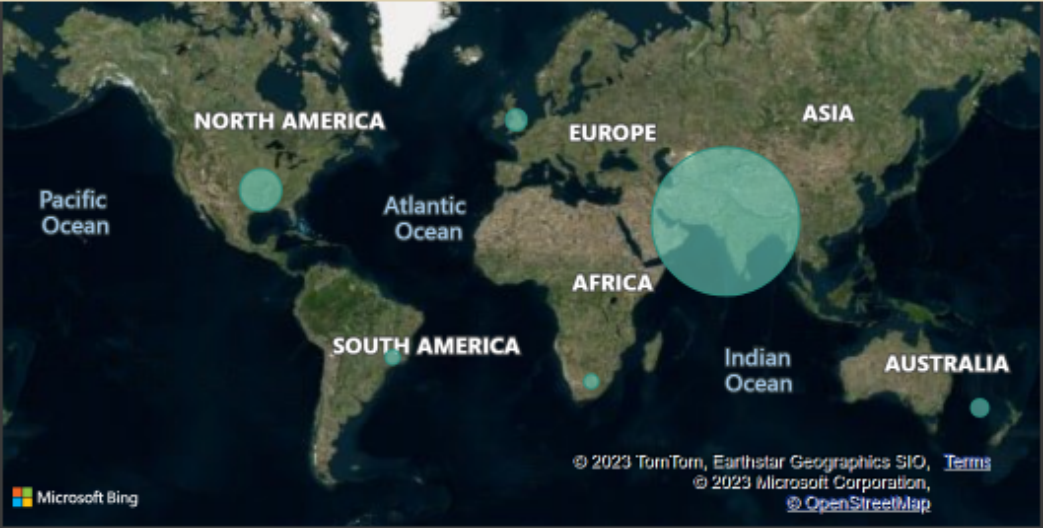 NORTH AMERICA
EUROPE
ASIA
Pacific
Ocean
Atlantic
Ocean
AFRICA
SOUTH AMERICA
Indian
Ocean
AUSTRALIA
© 2023 TomTom, Earthstar Geographics SIO, Terms
© 2023 Microsoft Corporation,
© OpenStreetMap
Microsoft Bing